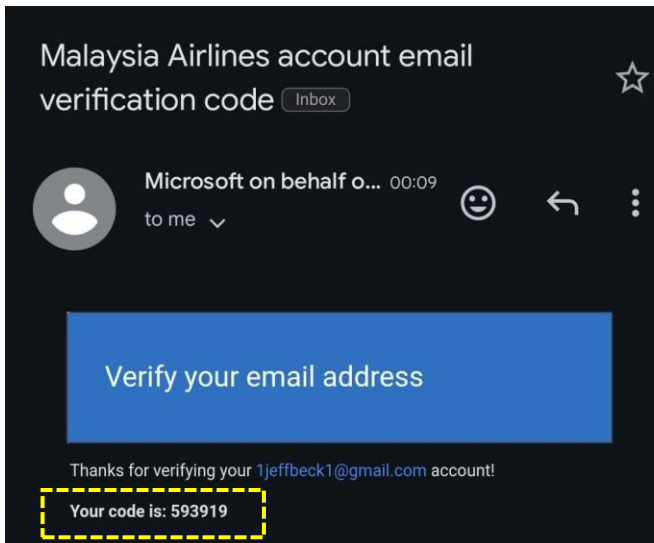 Malaysia Airlines account email
verification code Inbox
Microsoft on behalf o... 00:09
to me
Verify your email address
Thanks for verifying your 1jeffbeck1@gmail.com account!
Your code is: 593919